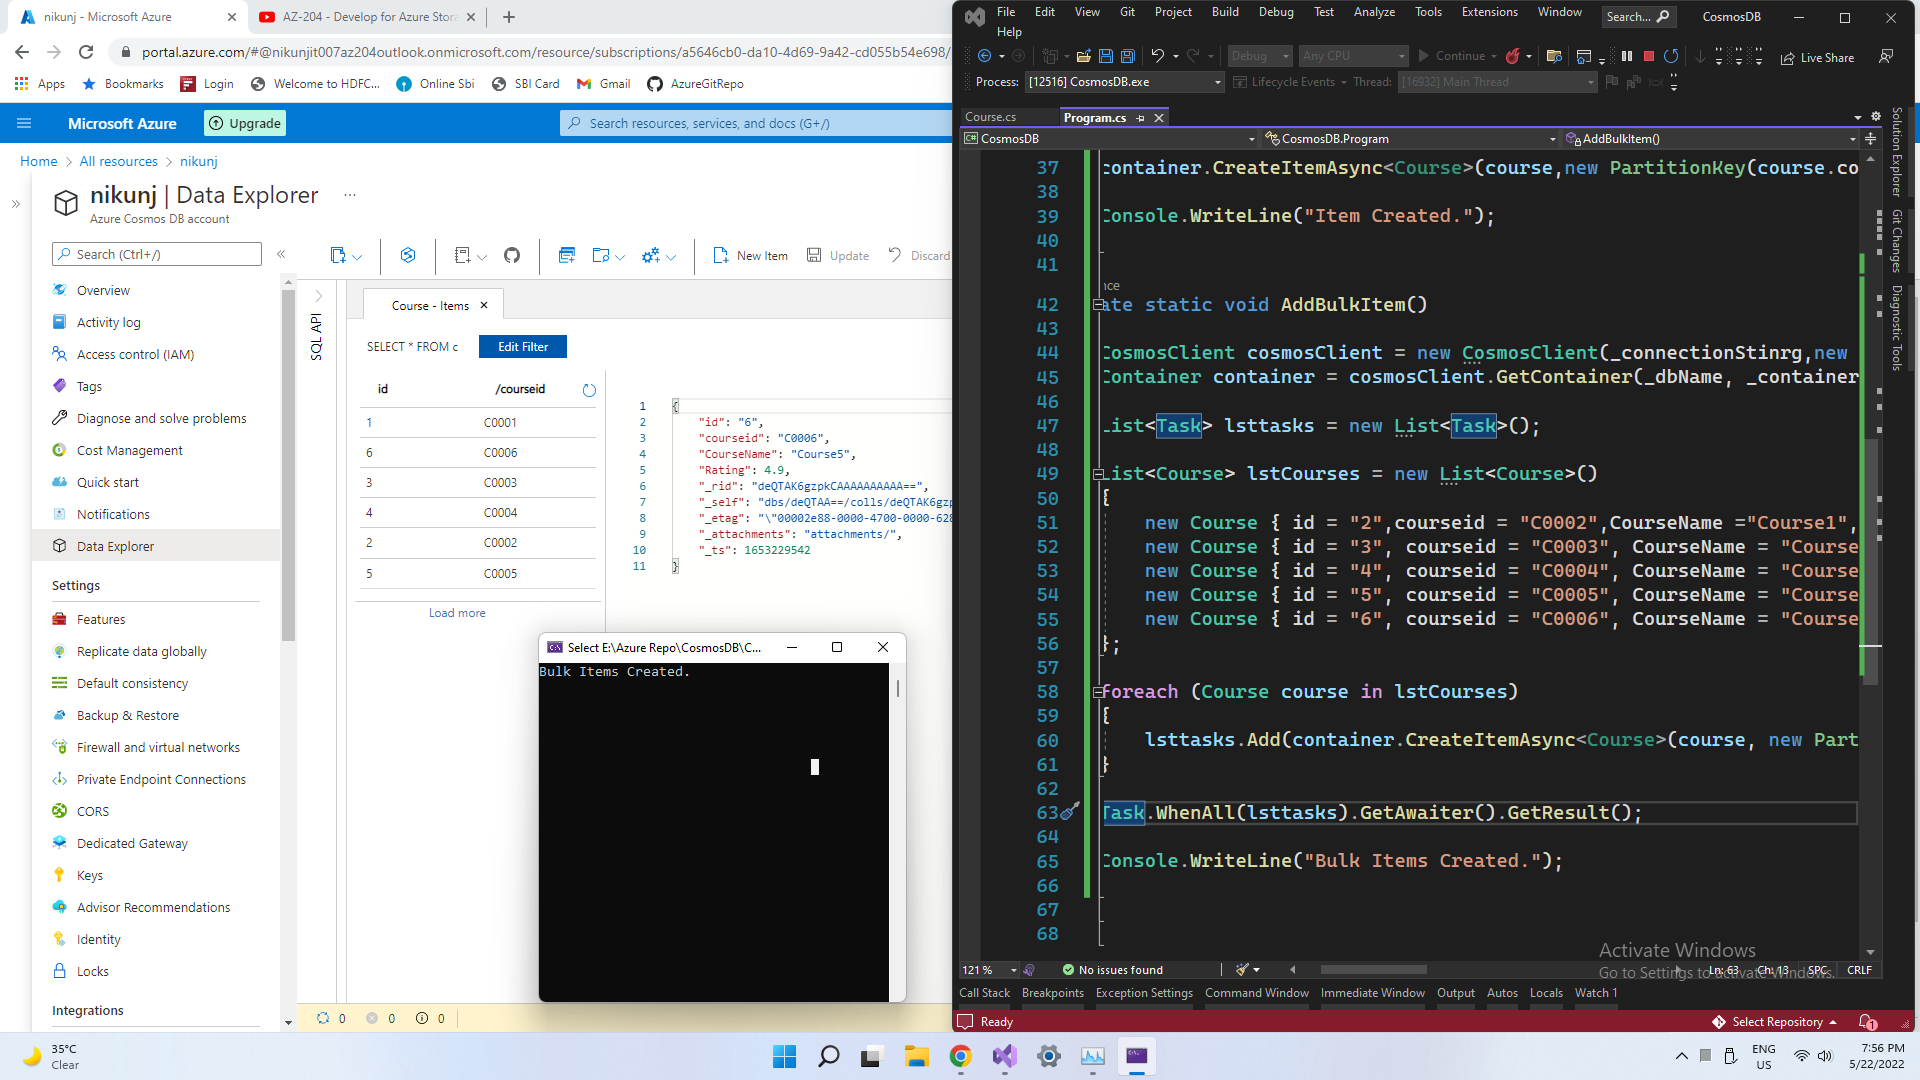 nikunj - Microsoft Azure
AZ-204 - Develop for Azure Stora
portal.azure.com/#@nikunjit007az204outlook.onmicrosoft.com/resource/subscriptions/a5646cb0-da10-4d69-9a42-cd055b54e698/
Apps Bookmarks Login Welcome to HDFC... Online Sbi SBI Card Gmail AzureGitRepo
Microsoft Azure Upgrade Search resources, services, and docs (G+/)
Home > All resources > nikunj
nikunj | Data Explorer ...
Azure Cosmos DB account
Search (Ctrl+/)
New Item Update Discard
Overview
Activity log
Access control (IAM)
Tags
Diagnose and solve problems
Cost Management
Quick start
Notifications
Data Explorer
Settings
Features
Replicate data globally
Default consistency
Backup & Restore
Firewall and virtual networks
Private Endpoint Connections
CORS
Dedicated Gateway
Keys
Advisor Recommendations
Identity
Locks
Integrations
SQL API
Course - Items
SELECT * FROM c Edit Filter
id /courseid
1 C0001
6 C0006
3 C0003
4 C0004
2 C0002
5 C0005
Load more
1 {
2 "id": "6",
3 "courseid": "C0006",
4 "CourseName": "Course5",
5 "Rating": 4.9,
6 "_rid": "deQTAK6gzpkCAAAAAAAAAA==",
7 "_self": "dbs/deQTAA==/colls/deQTAK6gzp
8 "_etag": "\"00002e88-0000-4700-0000-628
9 "_attachments": "attachments/",
10 "_ts": 1653229542
11 }
0 0 0
Select E:\Azure Repo\CosmosDB\C...
Bulk Items Created.
File Edit View Git Project Build Debug Test Analyze Tools Extensions Window Search... CosmosDB
Help
Debug Any CPU Continue Live Share
Process: [12516] CosmosDB.exe Lifecycle Events Thread: [16932] Main Thread
Course.cs Program.cs
CosmosDB CosmosDB.Program AddBulkItem()
37 container.CreateItemAsync<Course>(course,new PartitionKey(course.co
38
39 Console.WriteLine("Item Created.");
40
41
nce
42 ate static void AddBulkItem()
43
44 CosmosClient cosmosClient = new CosmosClient(_connectionStinrg,new
45 Container container = cosmosClient.GetContainer(_dbName, _container
46
47 List<Task> lsttasks = new List<Task>();
48
49 List<Course> lstCourses = new List<Course>()
50 {
51 new Course { id = "2",courseid = "C0002",CourseName ="Course1",
52 new Course { id = "3", courseid = "C0003", CourseName = "Course
53 new Course { id = "4", courseid = "C0004", CourseName = "Course
54 new Course { id = "5", courseid = "C0005", CourseName = "Course
55 new Course { id = "6", courseid = "C0006", CourseName = "Course
56 };
57
58 foreach (Course course in lstCourses)
59 {
60 lsttasks.Add(container.CreateItemAsync<Course>(course, new Part
61 }
62
63 Task.WhenAll(lsttasks).GetAwaiter().GetResult();
64
65 Console.WriteLine("Bulk Items Created.");
66
67
68
Solution Explorer
Git Changes
Diagnostic Tools
Activate Windows
Go to Settings to activate Windows.
121 % No issues found Ln: 63 Ch: 13 SPC CRLF
Call Stack Breakpoints Exception Settings Command Window Immediate Window Output Autos Locals Watch 1
Ready Select Repository 1
35°C
Clear
ENG
US
7:56 PM
5/22/2022